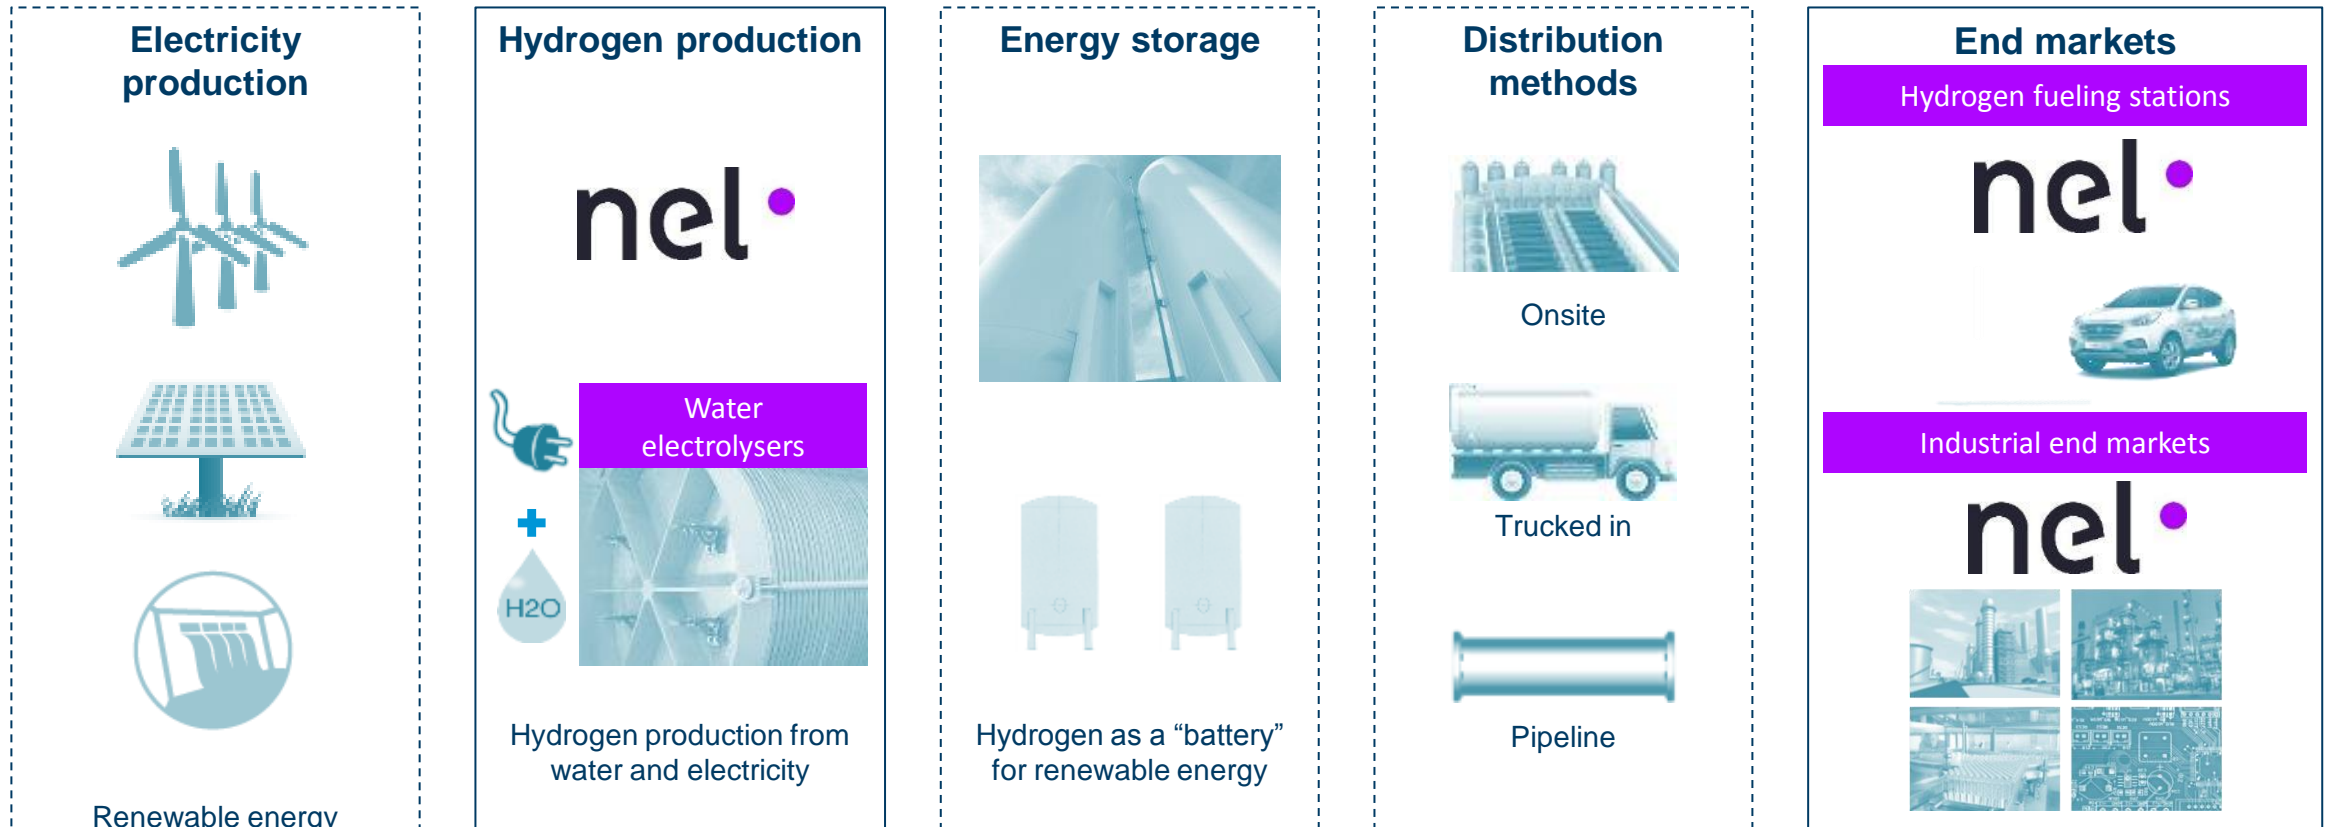 Electricity
production
Renewable energy
Hydrogen production
nel
Water
electrolysers
H2O
Hydrogen production from
water and electricity
Energy storage
Hydrogen as a “battery”
for renewable energy
Distribution
methods
Onsite
Trucked in
Pipeline
End markets
Hydrogen fueling stations
nel
Industrial end markets
nel